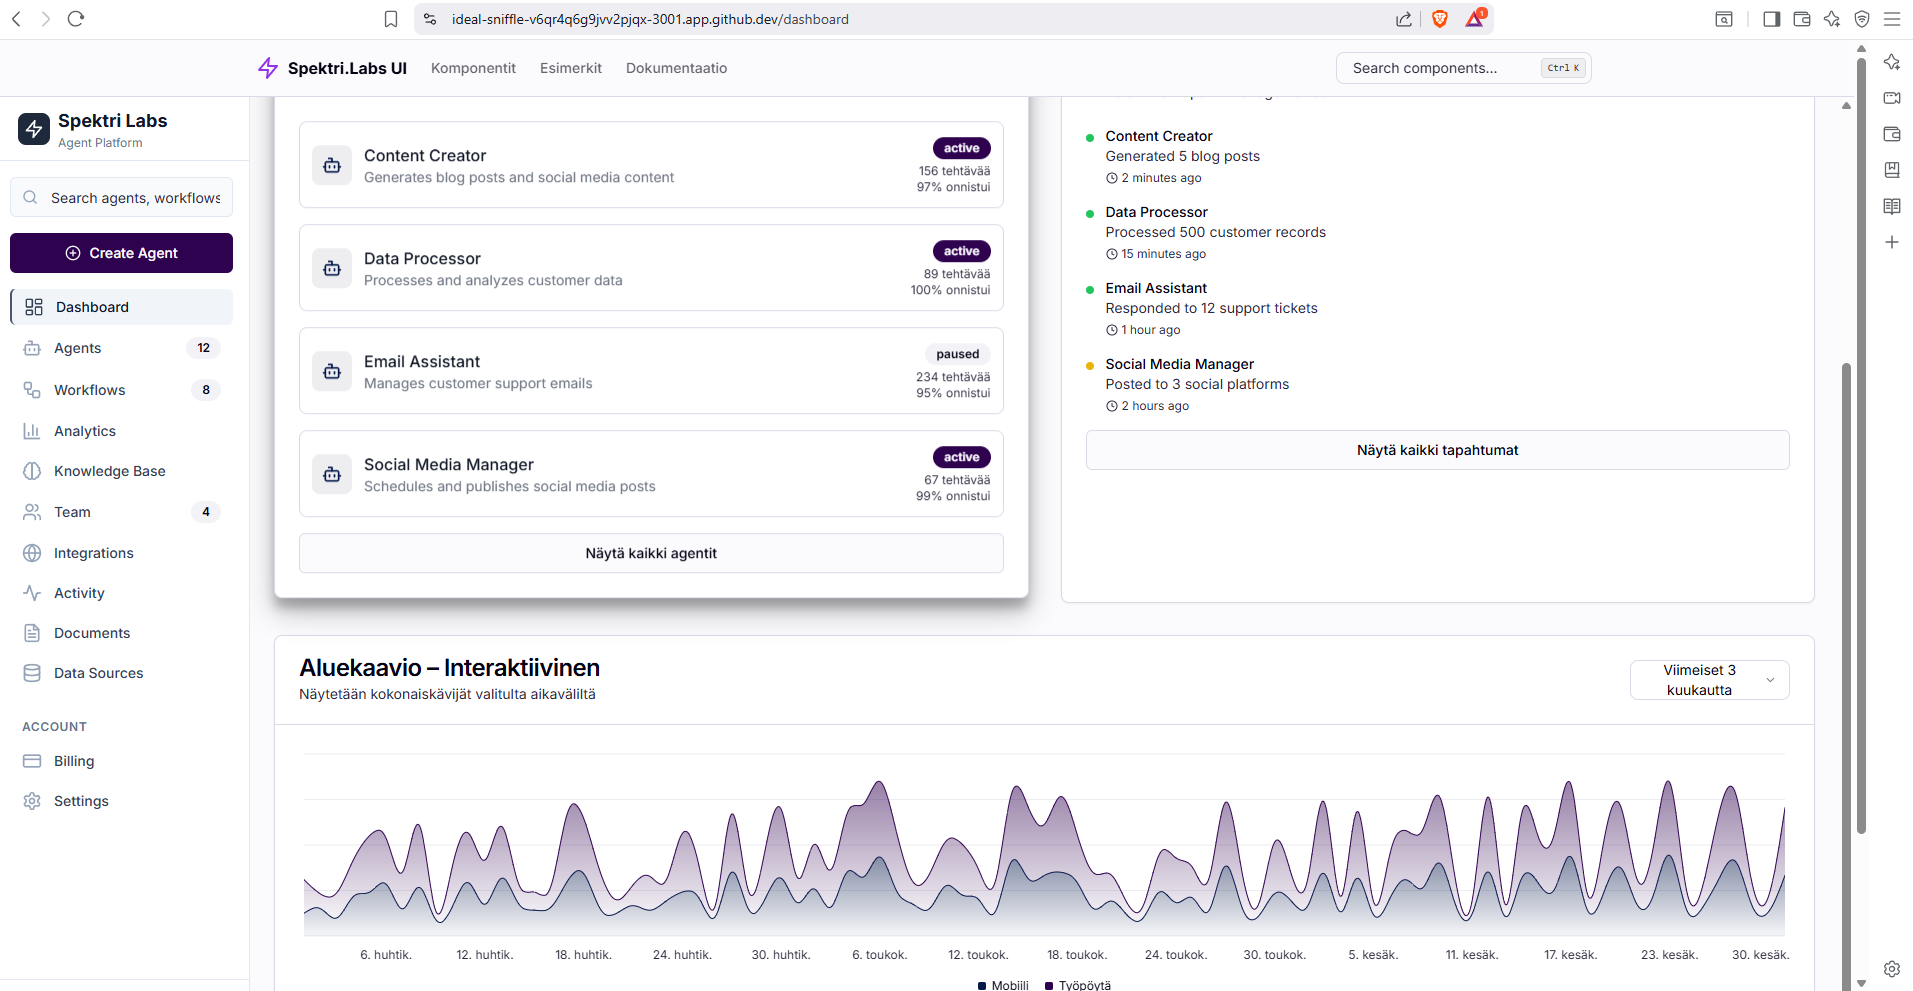 ideal-sniffle-v6qr4q6g9jvv2pjqx-3001.app.github.dev/dashboard
1
Spektri.Labs UI
Komponentit
Esimerkit
Dokumentaatio
Search components...
Ctrl K
Spektri Labs
Agent Platform
Search agents, workflows
Create Agent
Dashboard
Agents
12
Workflows
8
Analytics
Knowledge Base
Team
4
Integrations
Activity
Documents
Data Sources
ACCOUNT
Billing
Settings
Content Creator
Generates blog posts and social media content
active
156 tehtävää
97% onnistui
Data Processor
Processes and analyzes customer data
active
89 tehtävää
100% onnistui
Email Assistant
Manages customer support emails
paused
234 tehtävää
95% onnistui
Social Media Manager
Schedules and publishes social media posts
active
67 tehtävää
99% onnistui
Näytä kaikki agentit
Content Creator
Generated 5 blog posts
2 minutes ago
Data Processor
Processed 500 customer records
15 minutes ago
Email Assistant
Responded to 12 support tickets
1 hour ago
Social Media Manager
Posted to 3 social platforms
2 hours ago
Näytä kaikki tapahtumat
Aluekaavio – Interaktiivinen
Näytetään kokonaiskävijät valitulta aikaväliltä
Viimeiset 3
kuukautta
6. huhtik.
12. huhtik.
18. huhtik.
24. huhtik.
30. huhtik.
6. toukok.
12. toukok.
18. toukok.
24. toukok.
30. toukok.
5. kesäk.
11. kesäk.
17. kesäk.
23. kesäk.
30. kesäk.
Mobiili
Työpöytä